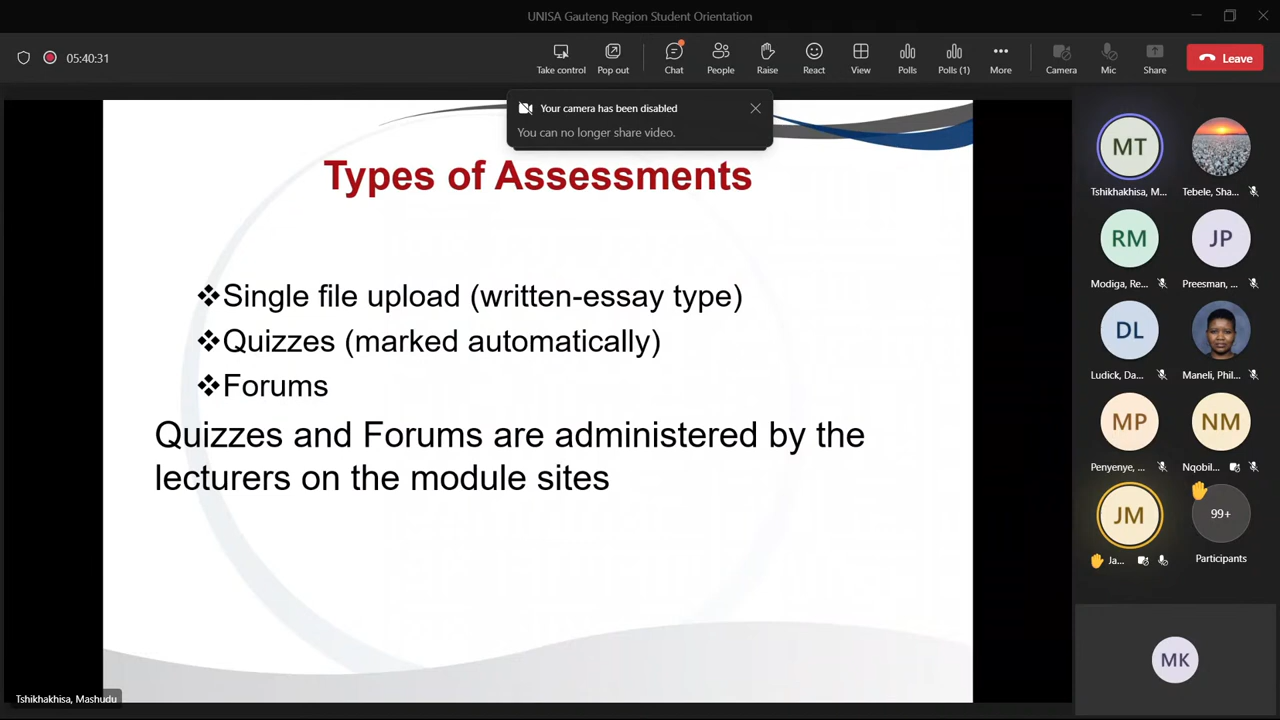 UNISA Gauteng Region Student Orientation
05:40:31
Take control
Pop out
Chat
People
Raise
React
View
Polls
Polls (1)
More
Camera
Mic
Share
Leave
Your camera has been disabled
You can no longer share video.
Types of Assessments
❖Single file upload (written-essay type)
❖Quizzes (marked automatically)
❖Forums
Quizzes and Forums are administered by the
lecturers on the module sites
MT
Tshikhakhisa, M...
Tebele, Sha...
RM
JP
Modiga, Re...
Preesman, ...
DL
Ludick, Da...
Maneli, Phil...
MP
NM
Penyenye, ...
Nqobil...
JM
99+
Ja...
Participants
MK
Tshikhakhisa, Mashudu